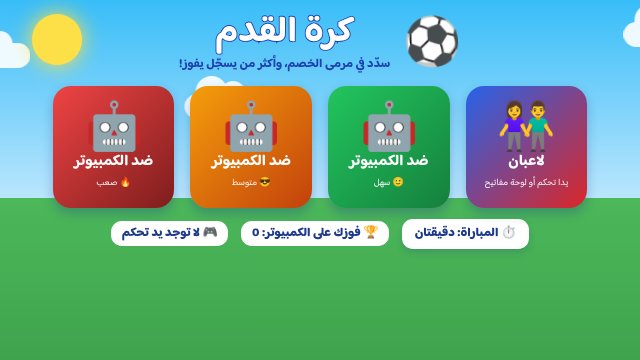 كرة القدم
سدّد في مرمى الخصم، وأكثر من يسجّل يفوز!
لاعبان
يدا تحكم أو لوحة مفاتيح
ضد الكمبيوتر
سهل
ضد الكمبيوتر
متوسط
ضد الكمبيوتر
صعب
المباراة: دقيقتان
فوزك على الكمبيوتر: 0
لا توجد يد تحكم